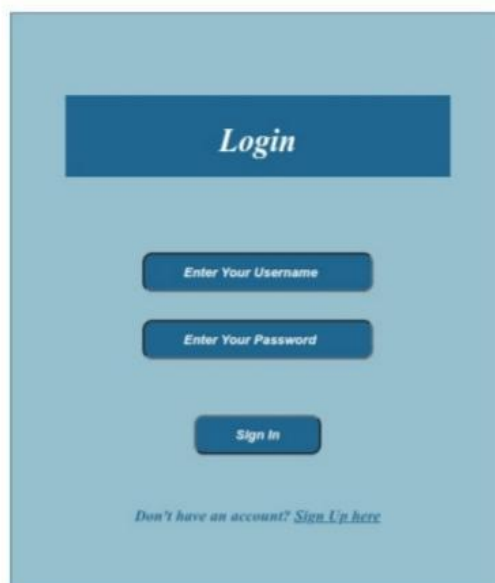 Login
Enter Your Username
Enter Your Password
Sign In
Don't have an account? Sign Up here